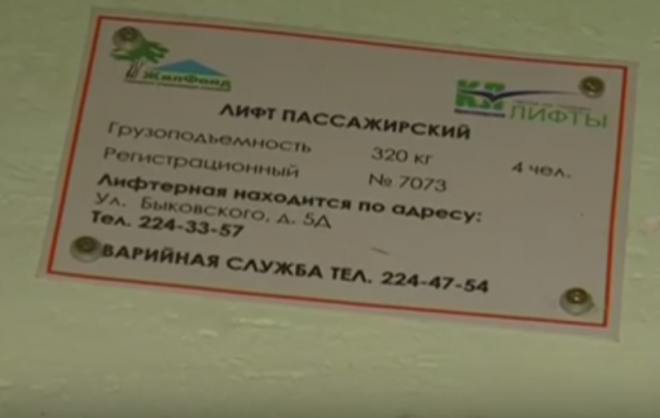 ЖилФонд
КЛ
ЛИФТЫ
ЛИФТ ПАССАЖИРСКИЙ
Грузоподъемность 320 кг 4 чел.
Регистрационный № 7073
Лифтерная находится по адресу:
Ул. Быковского, д. 5Д
Тел. 224-33-57
ВАРИЙНАЯ СЛУЖБА ТЕЛ. 224-47-54